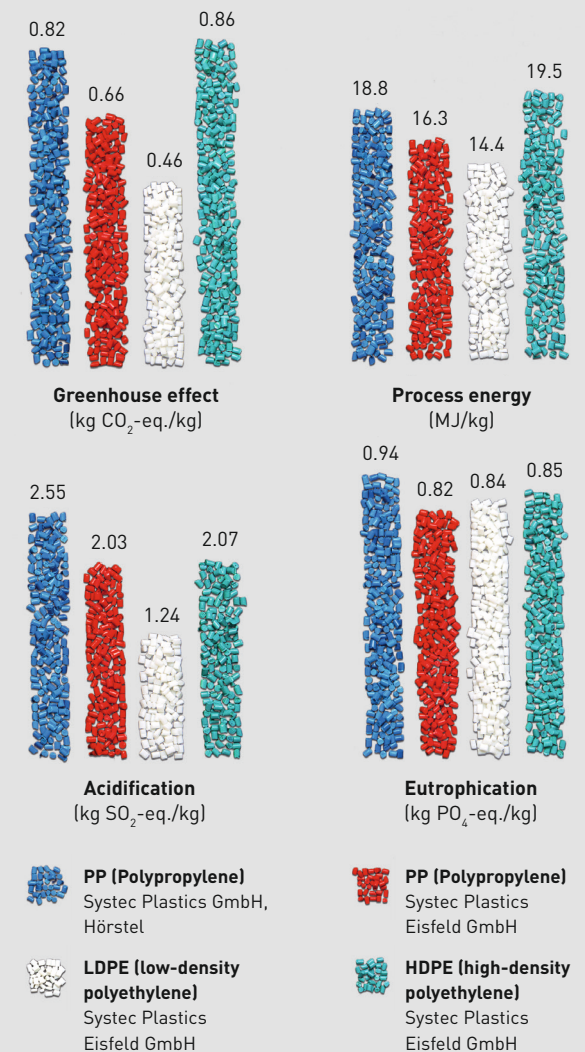 0.82
0.66
0.46
0.86
Greenhouse effect
(kg CO₂-eq./kg)
18.8
16.3
14.4
19.5
Process energy
(MJ/kg)
2.55
2.03
1.24
2.07
Acidification
(kg SO₂-eq./kg)
0.94
0.82
0.84
0.85
Eutrophication
(kg PO₄-eq./kg)
PP (Polypropylene)
Systec Plastics GmbH,
Hörstel
PP (Polypropylene)
Systec Plastics
Eisfeld GmbH
LDPE (low-density
polyethylene)
Systec Plastics
Eisfeld GmbH
HDPE (high-density
polyethylene)
Systec Plastics
Eisfeld GmbH